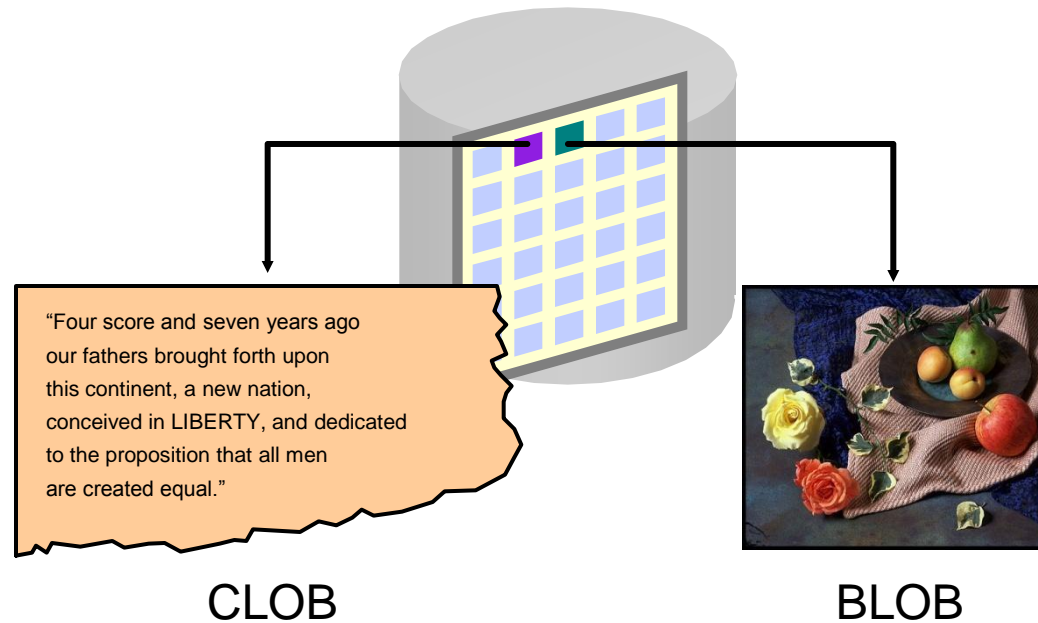 “Four score and seven years ago
our fathers brought forth upon
this continent, a new nation,
conceived in LIBERTY, and dedicated
to the proposition that all men
are created equal.”
CLOB
BLOB